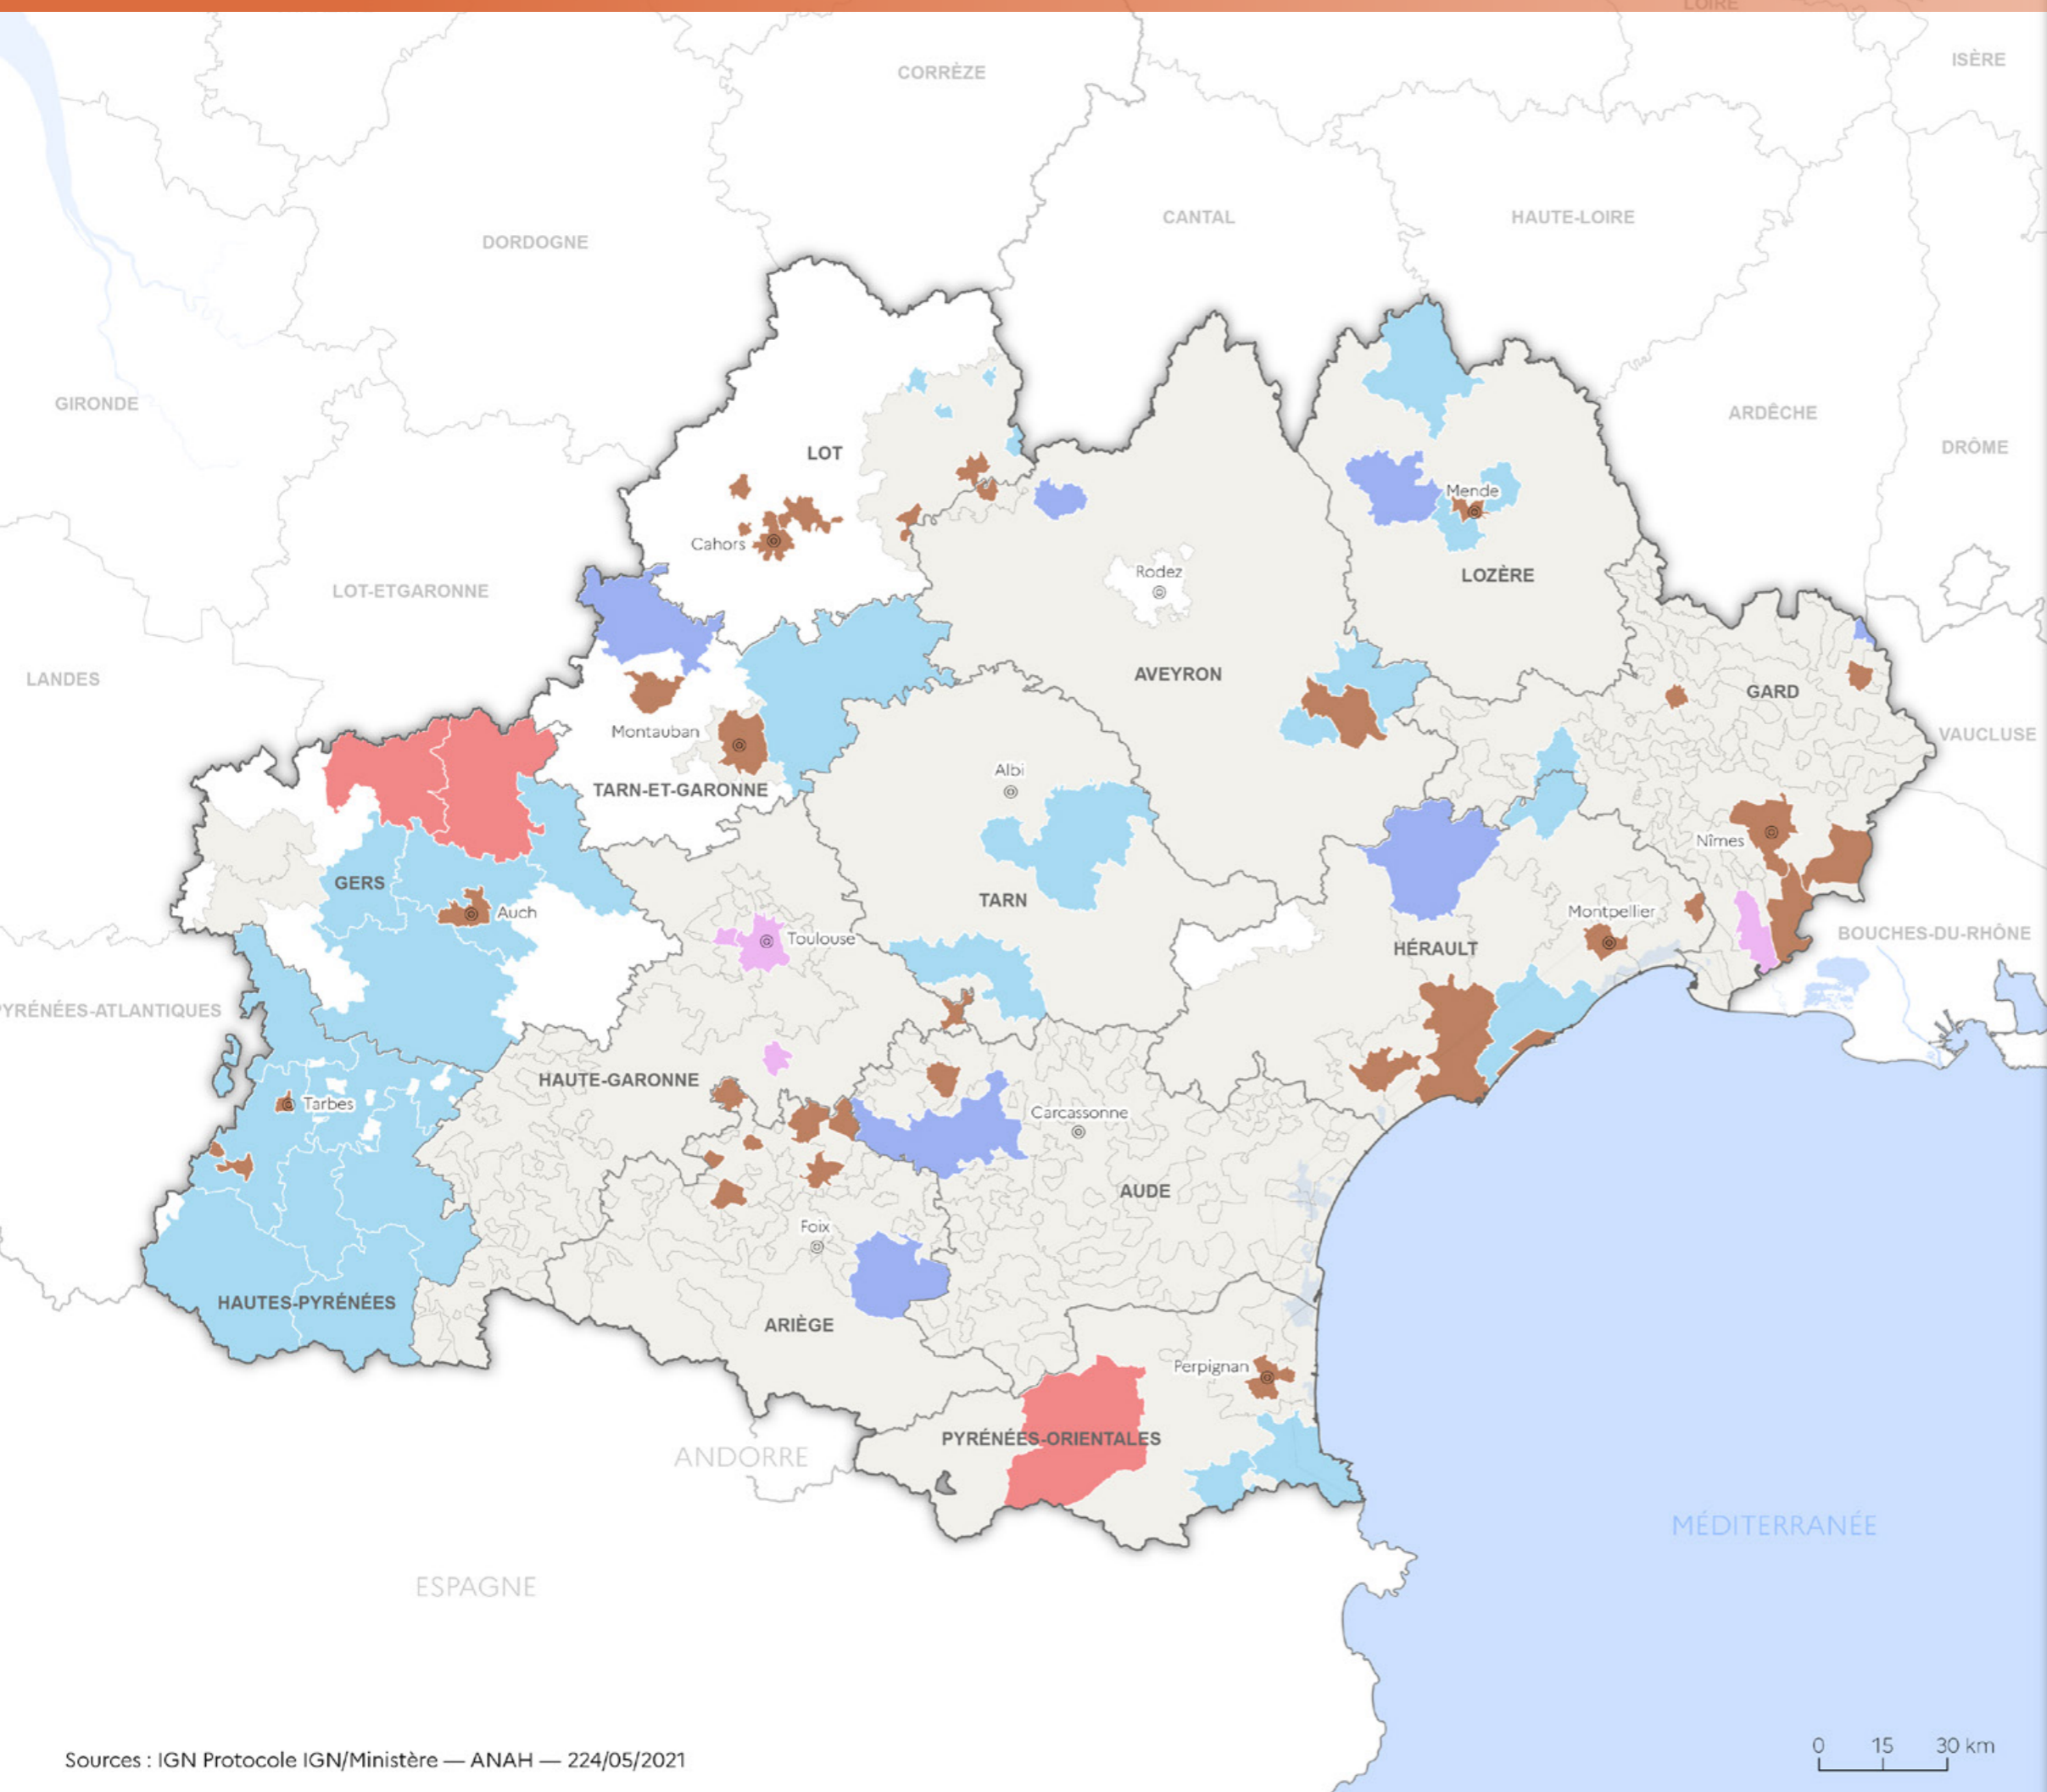 LOIRE
ISÈRE
CORRÈZE
CANTAL
HAUTE-LOIRE
DORDOGNE
GIRONDE
ARDÈCHE
DRÔME
LOT
Mende
Cahors
Rodez
LOZÈRE
LOT-ETGARONNE
LANDES
AVEYRON
GARD
Montauban
VAUCLUSE
Albi
TARN-ET-GARONNE
Nîmes
GERS
TARN
Auch
Montpellier
Toulouse
HÉRAULT
BOUCHES-DU-RHÔNE
YRÉNÉES-ATLANTIQUES
HAUTE-GARONNE
Tarbes
Carcassonne
AUDE
Foix
HAUTES-PYRÉNÉES
ARIÈGE
Perpignan
PYRÉNÉES-ORIENTALES
ANDORRE
MÉDITERRANÉE
ESPAGNE
0 15 30 km
Sources : IGN Protocole IGN/Ministère — ANAH — 224/05/2021